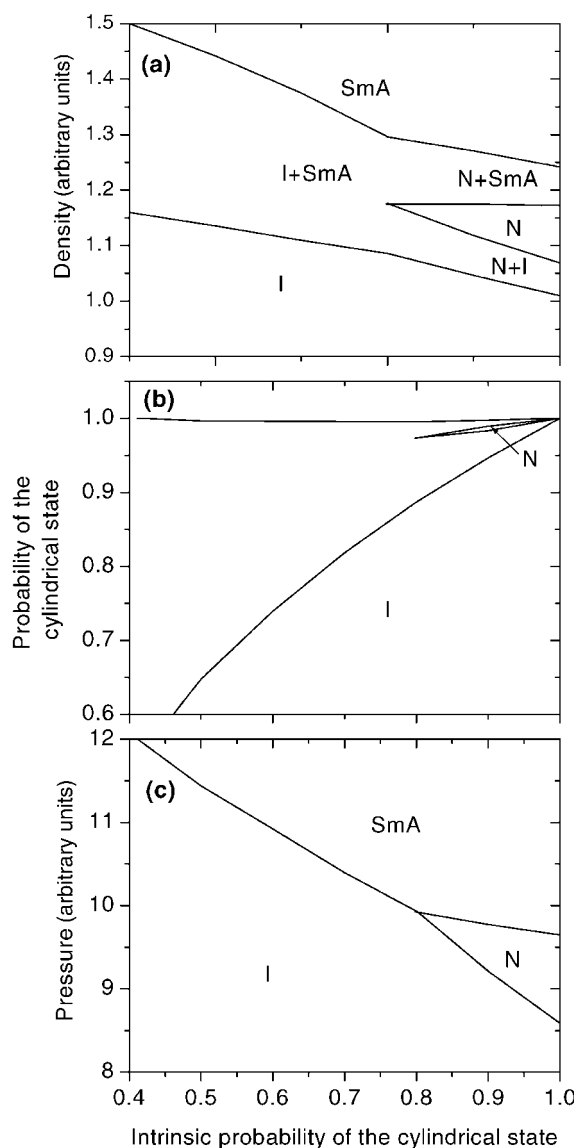 1.5
(a)
SmA
1.4
1.3
I+SmA
N+SmA
1.2
N
1.1
N+I
I
1.0
0.9
Density (arbitrary units)
(b)
1.0
N
0.9
0.8
I
0.7
0.6
Probability of the
cylindrical state
12
(c)
11
SmA
10
N
9
I
8
Pressure (arbitrary units)
0.4 0.5 0.6 0.7 0.8 0.9 1.0
Intrinsic probability of the cylindrical state